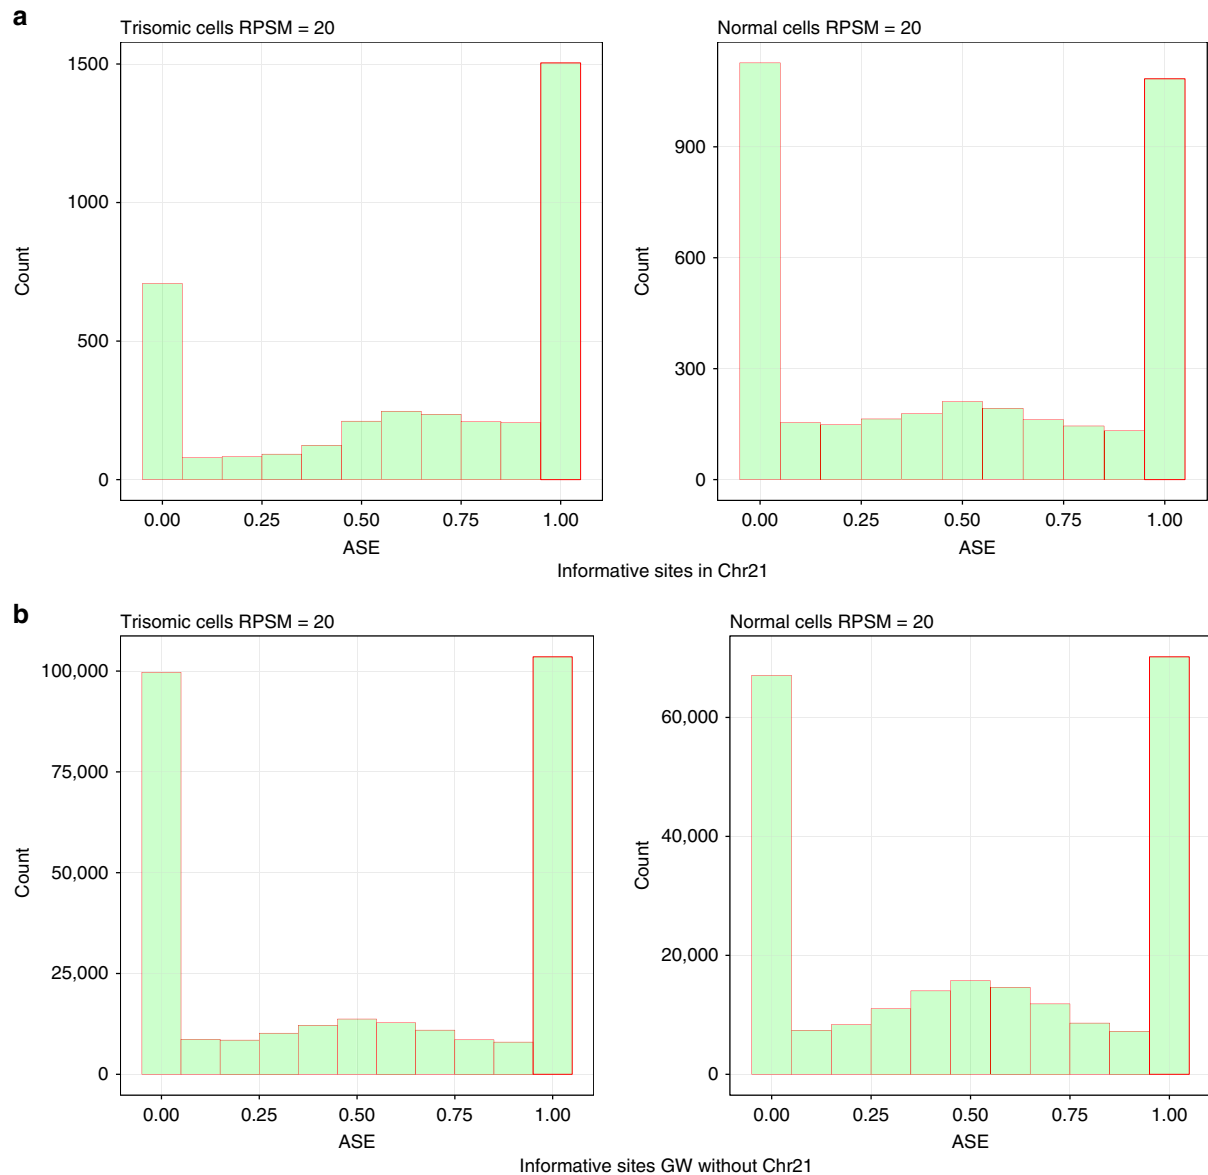 a
Trisomic cells RPSM = 20
Normal cells RPSM = 20
1500
1000
500
0
Count
0.00 0.25 0.50 0.75 1.00
ASE
900
600
300
0
Count
0.00 0.25 0.50 0.75 1.00
ASE
Informative sites in Chr21
b
Trisomic cells RPSM = 20
Normal cells RPSM = 20
100,000
75,000
50,000
25,000
0
Count
0.00 0.25 0.50 0.75 1.00
ASE
60,000
40,000
20,000
0
Count
0.00 0.25 0.50 0.75 1.00
ASE
Informative sites GW without Chr21